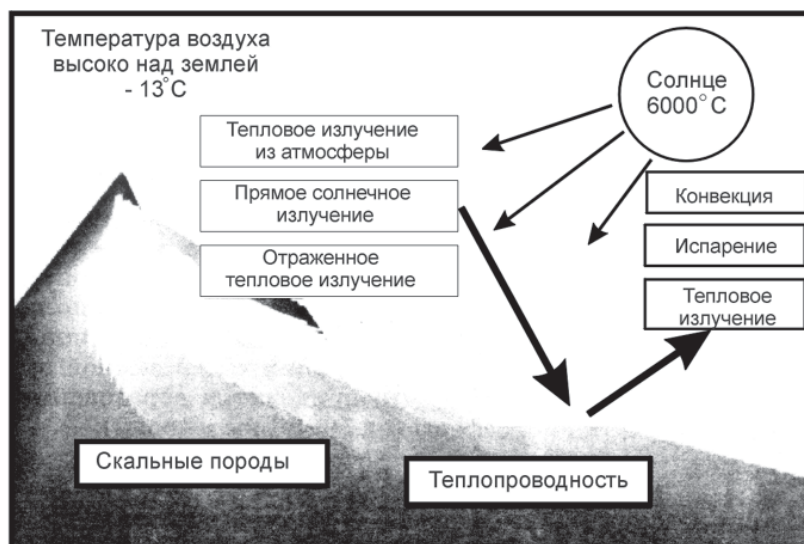 Температура воздуха
высоко над землей
- 13°C
Солнце
6000°C
Тепловое излучение
из атмосферы
Прямое солнечное
излучение
Отраженное
тепловое излучение
Конвекция
Испарение
Тепловое
излучение
Скальные породы
Теплопроводность